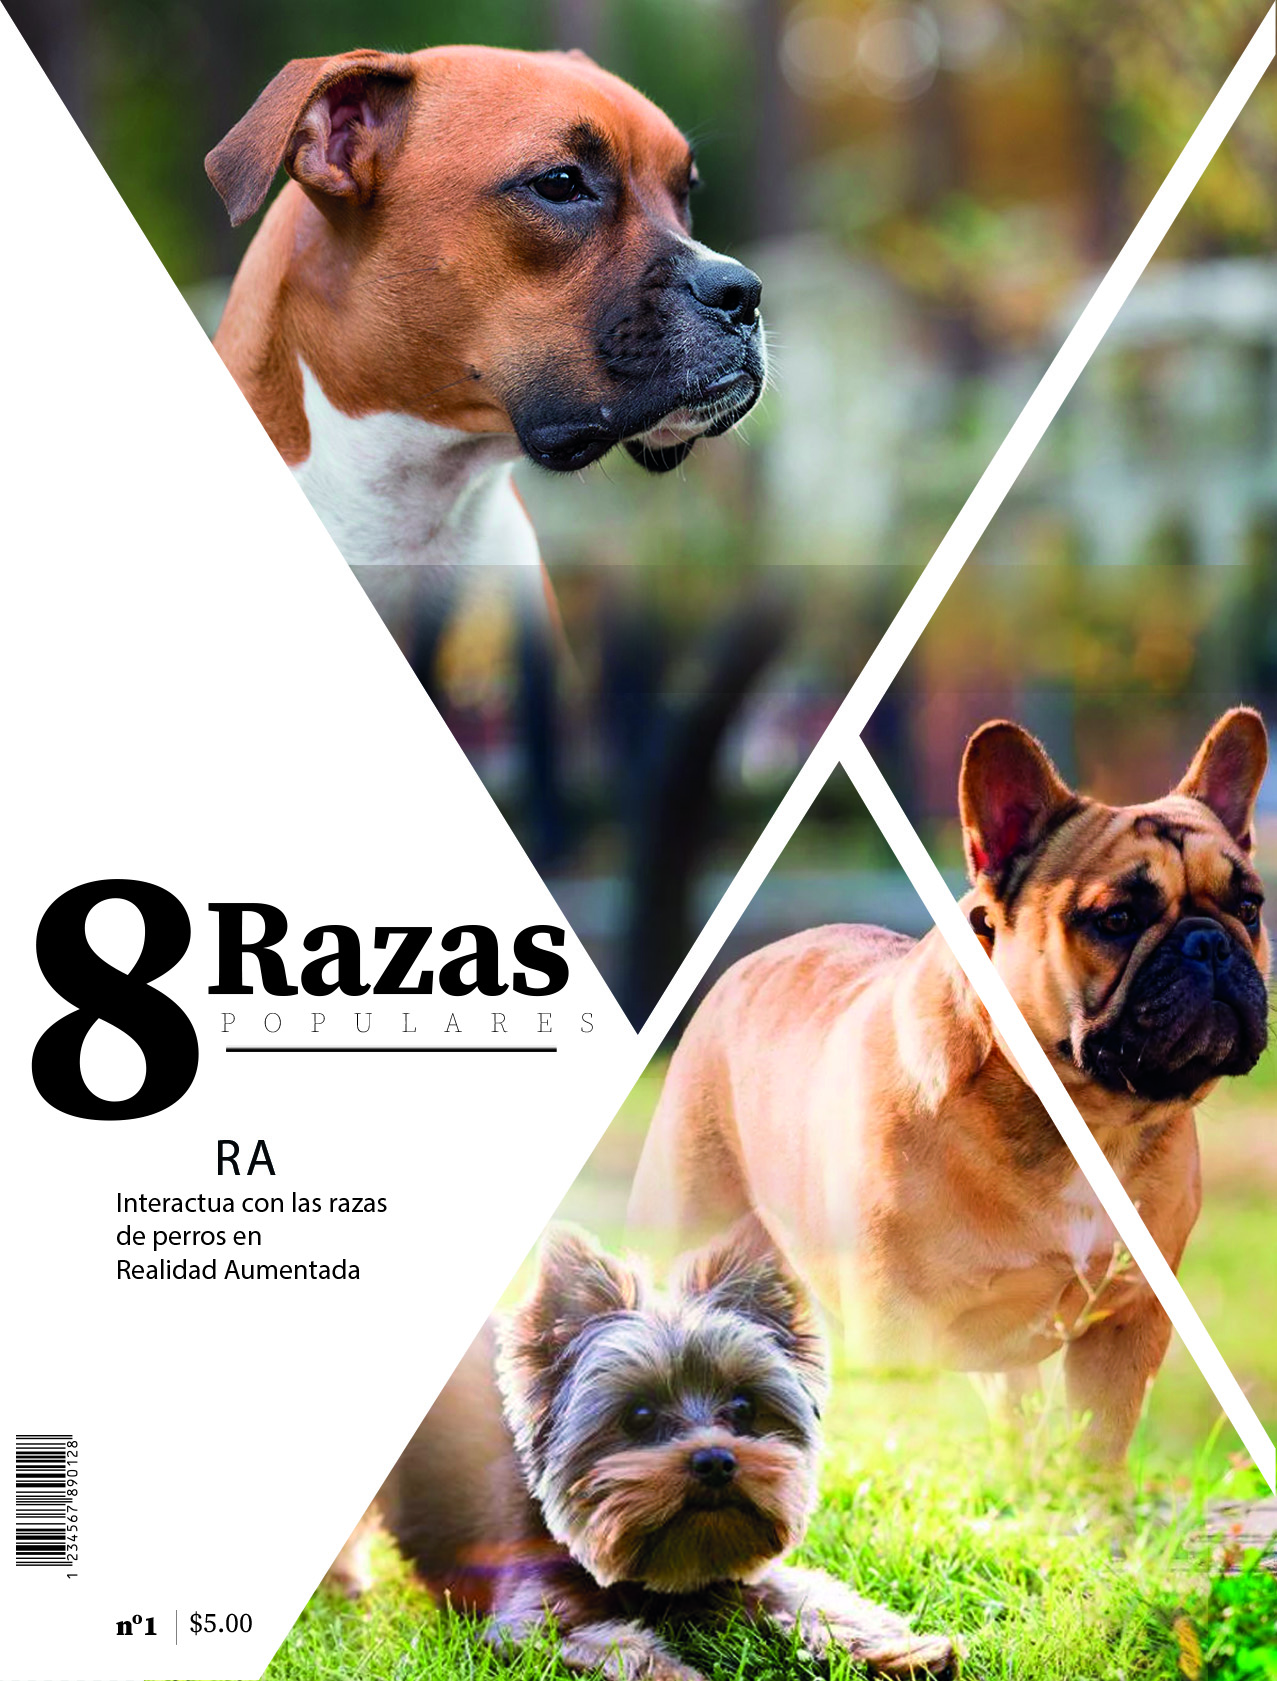 8 Razas
POPULARES
RA
Interactua con las razas
de perros en
Realidad Aumentada
1 234567 890128
nº1 $5.00